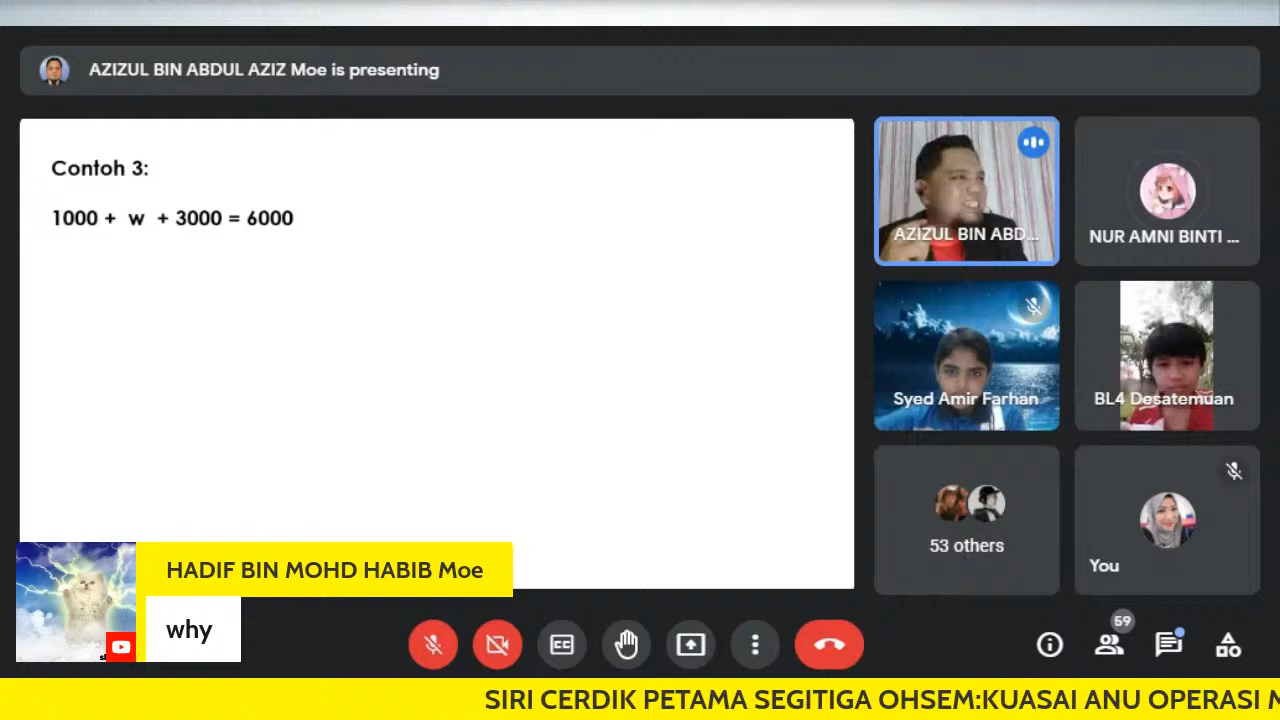 AZIZUL BIN ABDUL AZIZ Moe is presenting
Contoh 3:
1000 + w + 3000 = 6000
AZIZUL BIN ABD...
NUR AMNI BINTI ...
Syed Amir Farhan
BL4 Desatemuan
53 others
You
HADIF BIN MOHD HABIB Moe
why
59
SIRI CERDIK PETAMA SEGITIGA OHSEM:KUASAI ANU OPERASI M